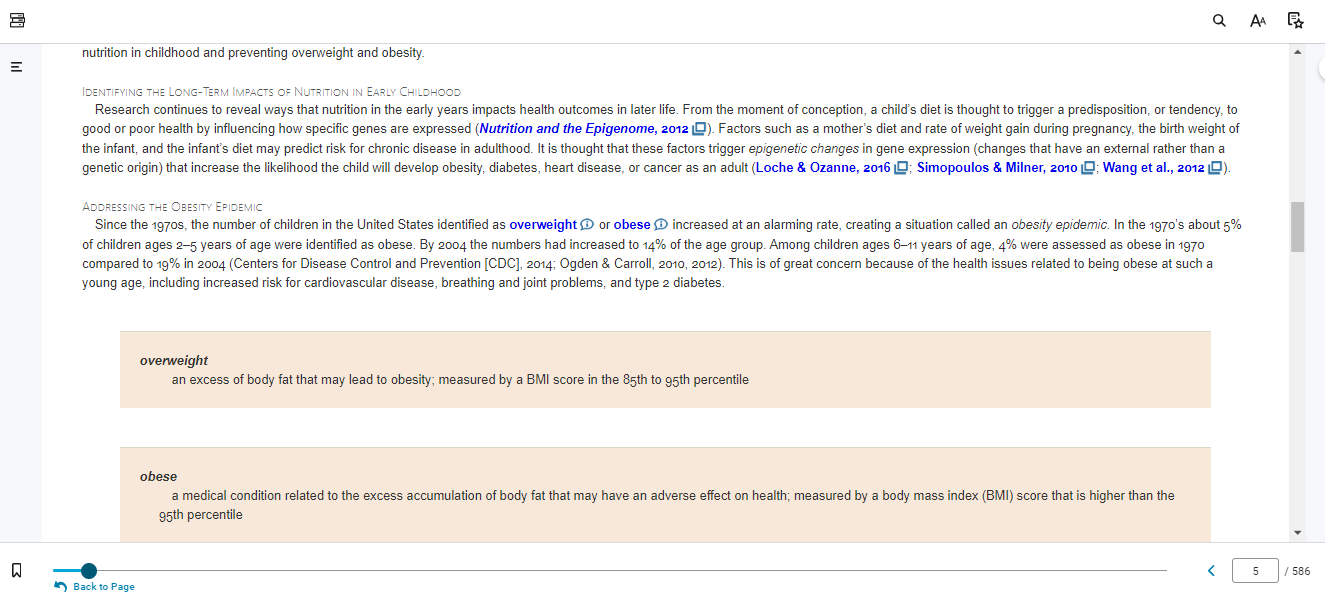 nutrition in childhood and preventing overweight and obesity.
Identifying the Long-Term Impacts of Nutrition in Early Childhood
Research continues to reveal ways that nutrition in the early years impacts health outcomes in later life. From the moment of conception, a child’s diet is thought to trigger a predisposition, or tendency, to
good or poor health by influencing how specific genes are expressed (Nutrition and the Epigenome, 2012). Factors such as a mother’s diet and rate of weight gain during pregnancy, the birth weight of
the infant, and the infant’s diet may predict risk for chronic disease in adulthood. It is thought that these factors trigger epigenetic changes in gene expression (changes that have an external rather than a
genetic origin) that increase the likelihood the child will develop obesity, diabetes, heart disease, or cancer as an adult (Loche & Ozanne, 2016; Simopoulos & Milner, 2010; Wang et al., 2012).
Addressing the Obesity Epidemic
Since the 1970s, the number of children in the United States identified as overweight or obese increased at an alarming rate, creating a situation called an obesity epidemic. In the 1970’s about 5%
of children ages 2–5 years of age were identified as obese. By 2004 the numbers had increased to 14% of the age group. Among children ages 6–11 years of age, 4% were assessed as obese in 1970
compared to 19% in 2004 (Centers for Disease Control and Prevention [CDC], 2014; Ogden & Carroll, 2010, 2012). This is of great concern because of the health issues related to being obese at such a
young age, including increased risk for cardiovascular disease, breathing and joint problems, and type 2 diabetes.
overweight
an excess of body fat that may lead to obesity; measured by a BMI score in the 85th to 95th percentile
obese
a medical condition related to the excess accumulation of body fat that may have an adverse effect on health; measured by a body mass index (BMI) score that is higher than the
95th percentile
Back to Page
5 / 586